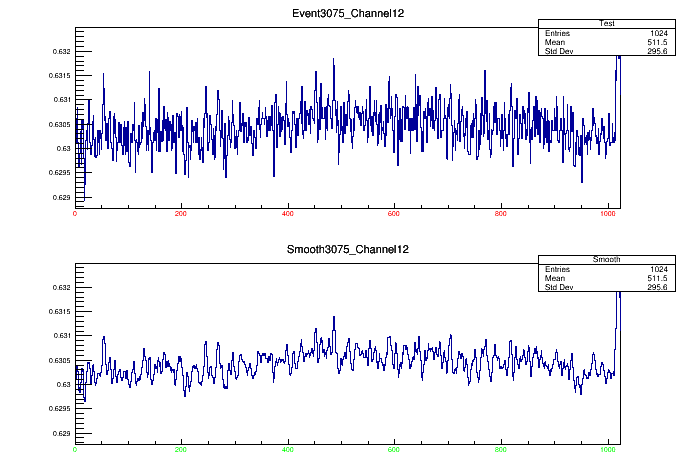 Event3075_Channel12
Test
Entries 1024
Mean 511.5
Std Dev 295.6
0.632
0.6315
0.631
0.6305
0.63
0.6295
0.629
0 200 400 600 800 1000
Smooth3075_Channel12
Smooth
Entries 1024
Mean 511.5
Std Dev 295.6
0.632
0.6315
0.631
0.6305
0.63
0.6295
0.629
0 200 400 600 800 1000